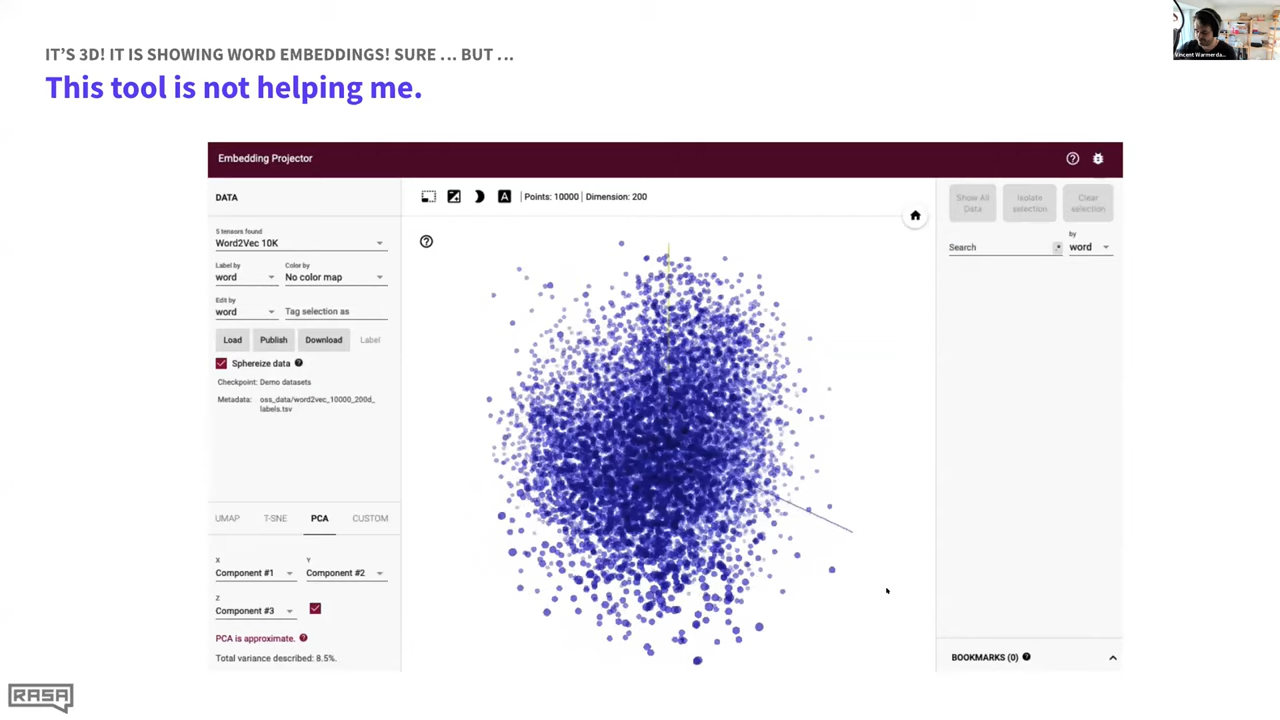 IT'S 3D! IT IS SHOWING WORD EMBEDDINGS! SURE ... BUT ...
This tool is not helping me.
Vincent Warmerda...
Embedding Projector
DATA
5 tensors found
Word2Vec 10K
Label by
word
Color by
No color map
Edit by
word
Tag selection as
Load
Publish
Download
Label
Sphereize data
Checkpoint: Demo datasets
Metadata: oss_data/word2vec_10000_200d_
labels.tsv
UMAP
T-SNE
PCA
CUSTOM
X
Component #1
Y
Component #2
Z
Component #3
PCA is approximate.
Total variance described: 8.5%.
A
Points: 10000
Dimension: 200
Show All
Data
Isolate
selection
Clear
selection
Search
by
word
BOOKMARKS (0)
RASA